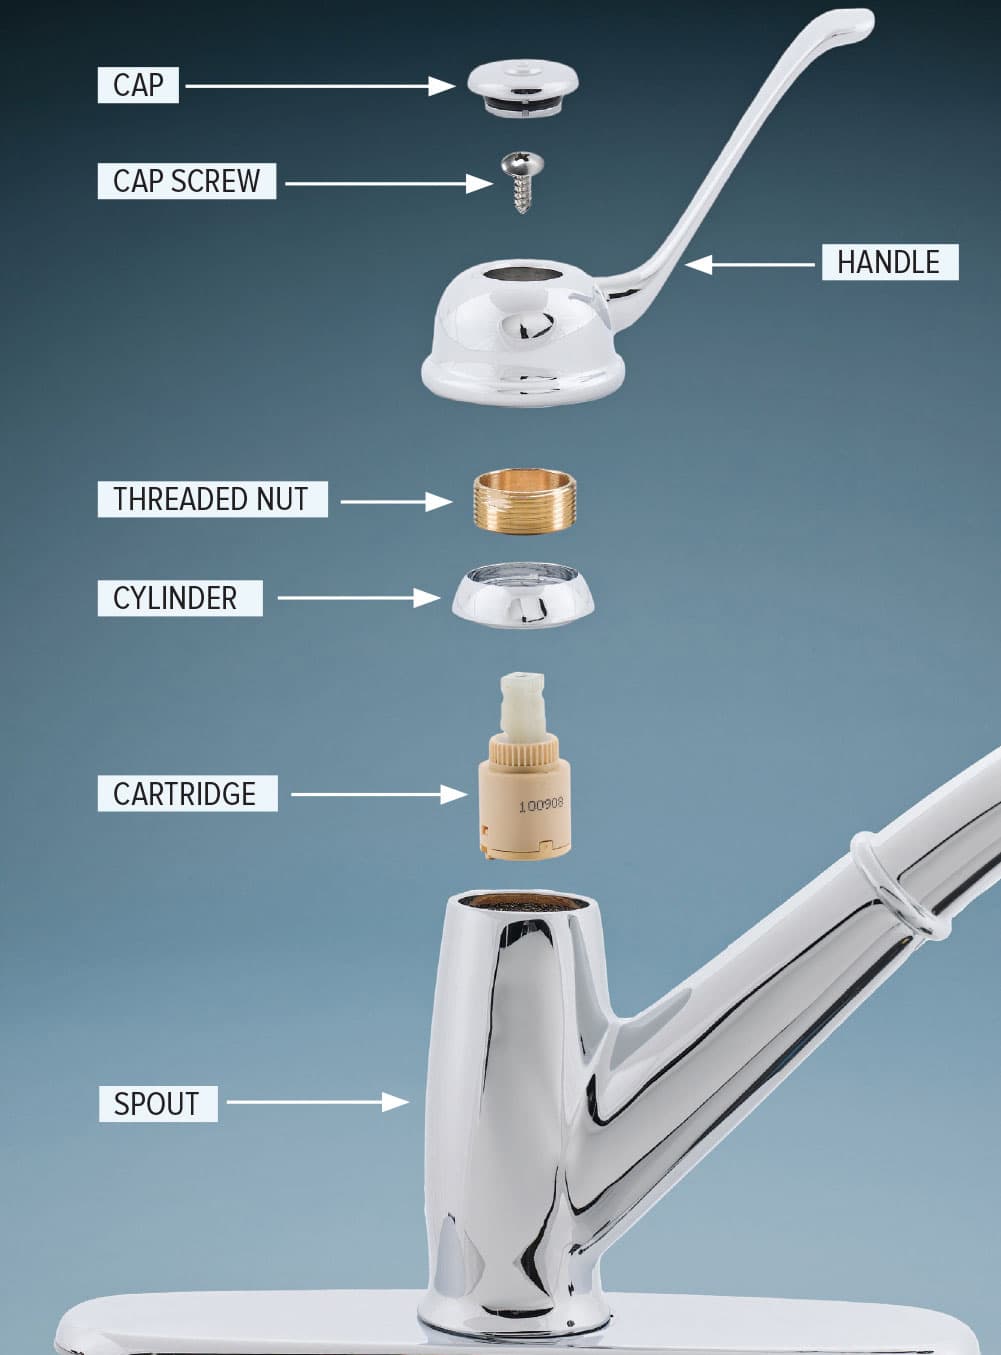 CAP
CAP SCREW
HANDLE
THREADED NUT
CYLINDER
CARTRIDGE
100908
SPOUT